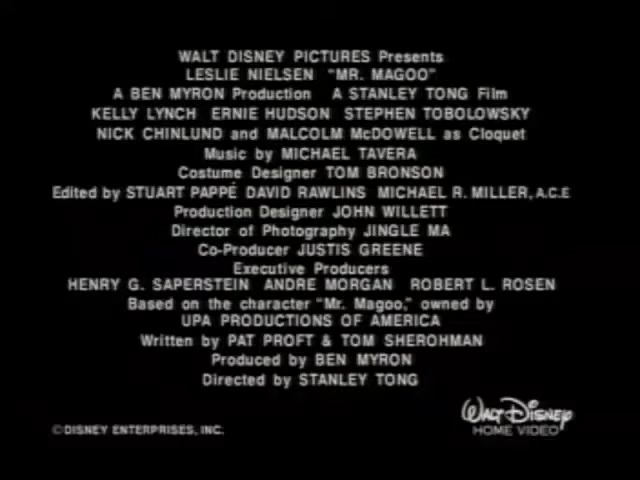 WALT DISNEY PICTURES Presents
LESLIE NIELSEN "MR. MAGOO"
A BEN MYRON Production A STANLEY TONG Film
KELLY LYNCH ERNIE HUDSON STEPHEN TOBOLOWSKY
NICK CHINLUND and MALCOLM McDOWELL as Cloquet
Music by MICHAEL TAVERA
Costume Designer TOM BRONSON
Edited by STUART PAPPÉ DAVID RAWLINS MICHAEL R. MILLER, A.C.E
Production Designer JOHN WILLETT
Director of Photography JINGLE MA
Co-Producer JUSTIS GREENE
Executive Producers
HENRY G. SAPERSTEIN ANDRE MORGAN ROBERT L. ROSEN
Based on the character "Mr. Magoo," owned by
UPA PRODUCTIONS OF AMERICA
Written by PAT PROFT & TOM SHEROHMAN
Produced by BEN MYRON
Directed by STANLEY TONG
WALT DISNEY
HOME VIDEO
©DISNEY ENTERPRISES, INC.